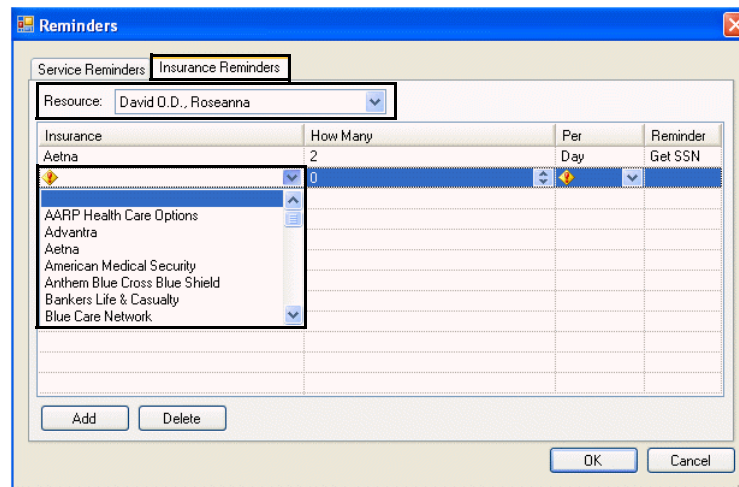 Reminders
Service Reminders Insurance Reminders
Resource: David O.D., Roseanna
Insurance How Many Per Reminder
Aetna 2 Day Get SSN
0
AARP Health Care Options
Advantra
Aetna
American Medical Security
Anthem Blue Cross Blue Shield
Bankers Life & Casualty
Blue Care Network
Add Delete
OK Cancel